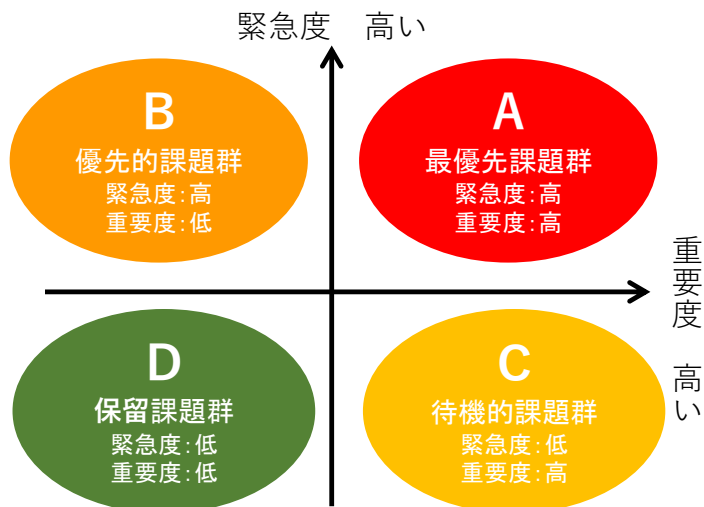 緊急度　高い
B
優先的課題群
緊急度:高
重要度:低
A
最優先課題群
緊急度:高
重要度:高
重要度　高い
D
保留課題群
緊急度:低
重要度:低
C
待機的課題群
緊急度:低
重要度:高